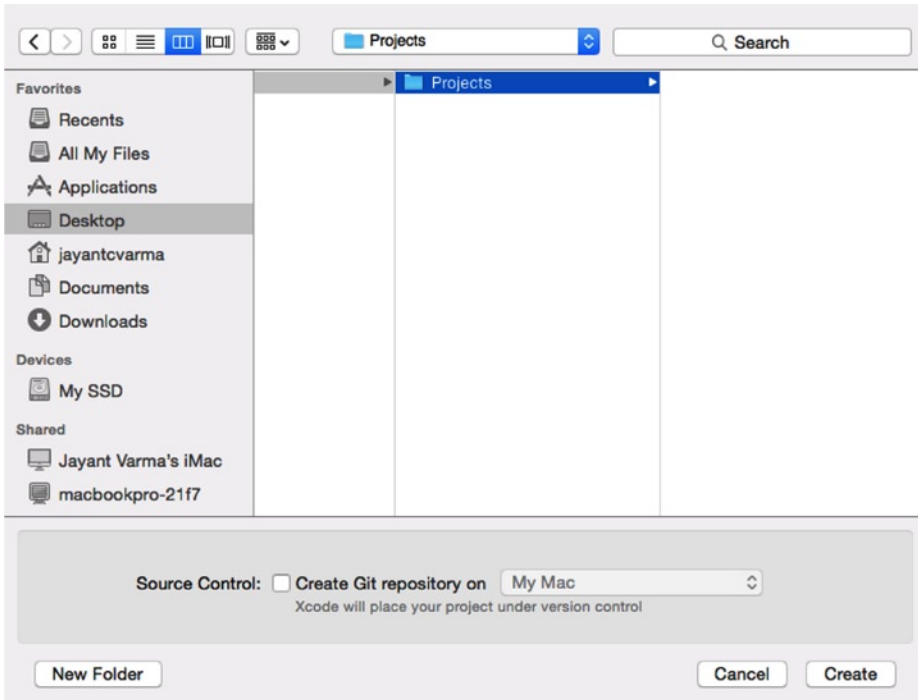 Projects
Search
Favorites
Recents
All My Files
Applications
Desktop
jayantcvarma
Documents
Downloads
Devices
My SSD
Shared
Jayant Varma's iMac
macbookpro-21f7
Projects
Source Control: Create Git repository on My Mac
Xcode will place your project under version control
New Folder Cancel Create